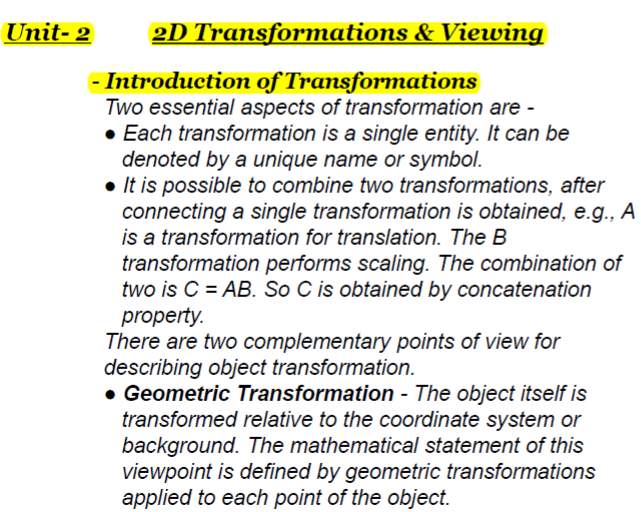 Unit- 2 2D Transformations & Viewing
- Introduction of Transformations
Two essential aspects of transformation are -
● Each transformation is a single entity. It can be
denoted by a unique name or symbol.
● It is possible to combine two transformations, after
connecting a single transformation is obtained, e.g., A
is a transformation for translation. The B
transformation performs scaling. The combination of
two is C = AB. So C is obtained by concatenation
property.
There are two complementary points of view for
describing object transformation.
● Geometric Transformation - The object itself is
transformed relative to the coordinate system or
background. The mathematical statement of this
viewpoint is defined by geometric transformations
applied to each point of the object.